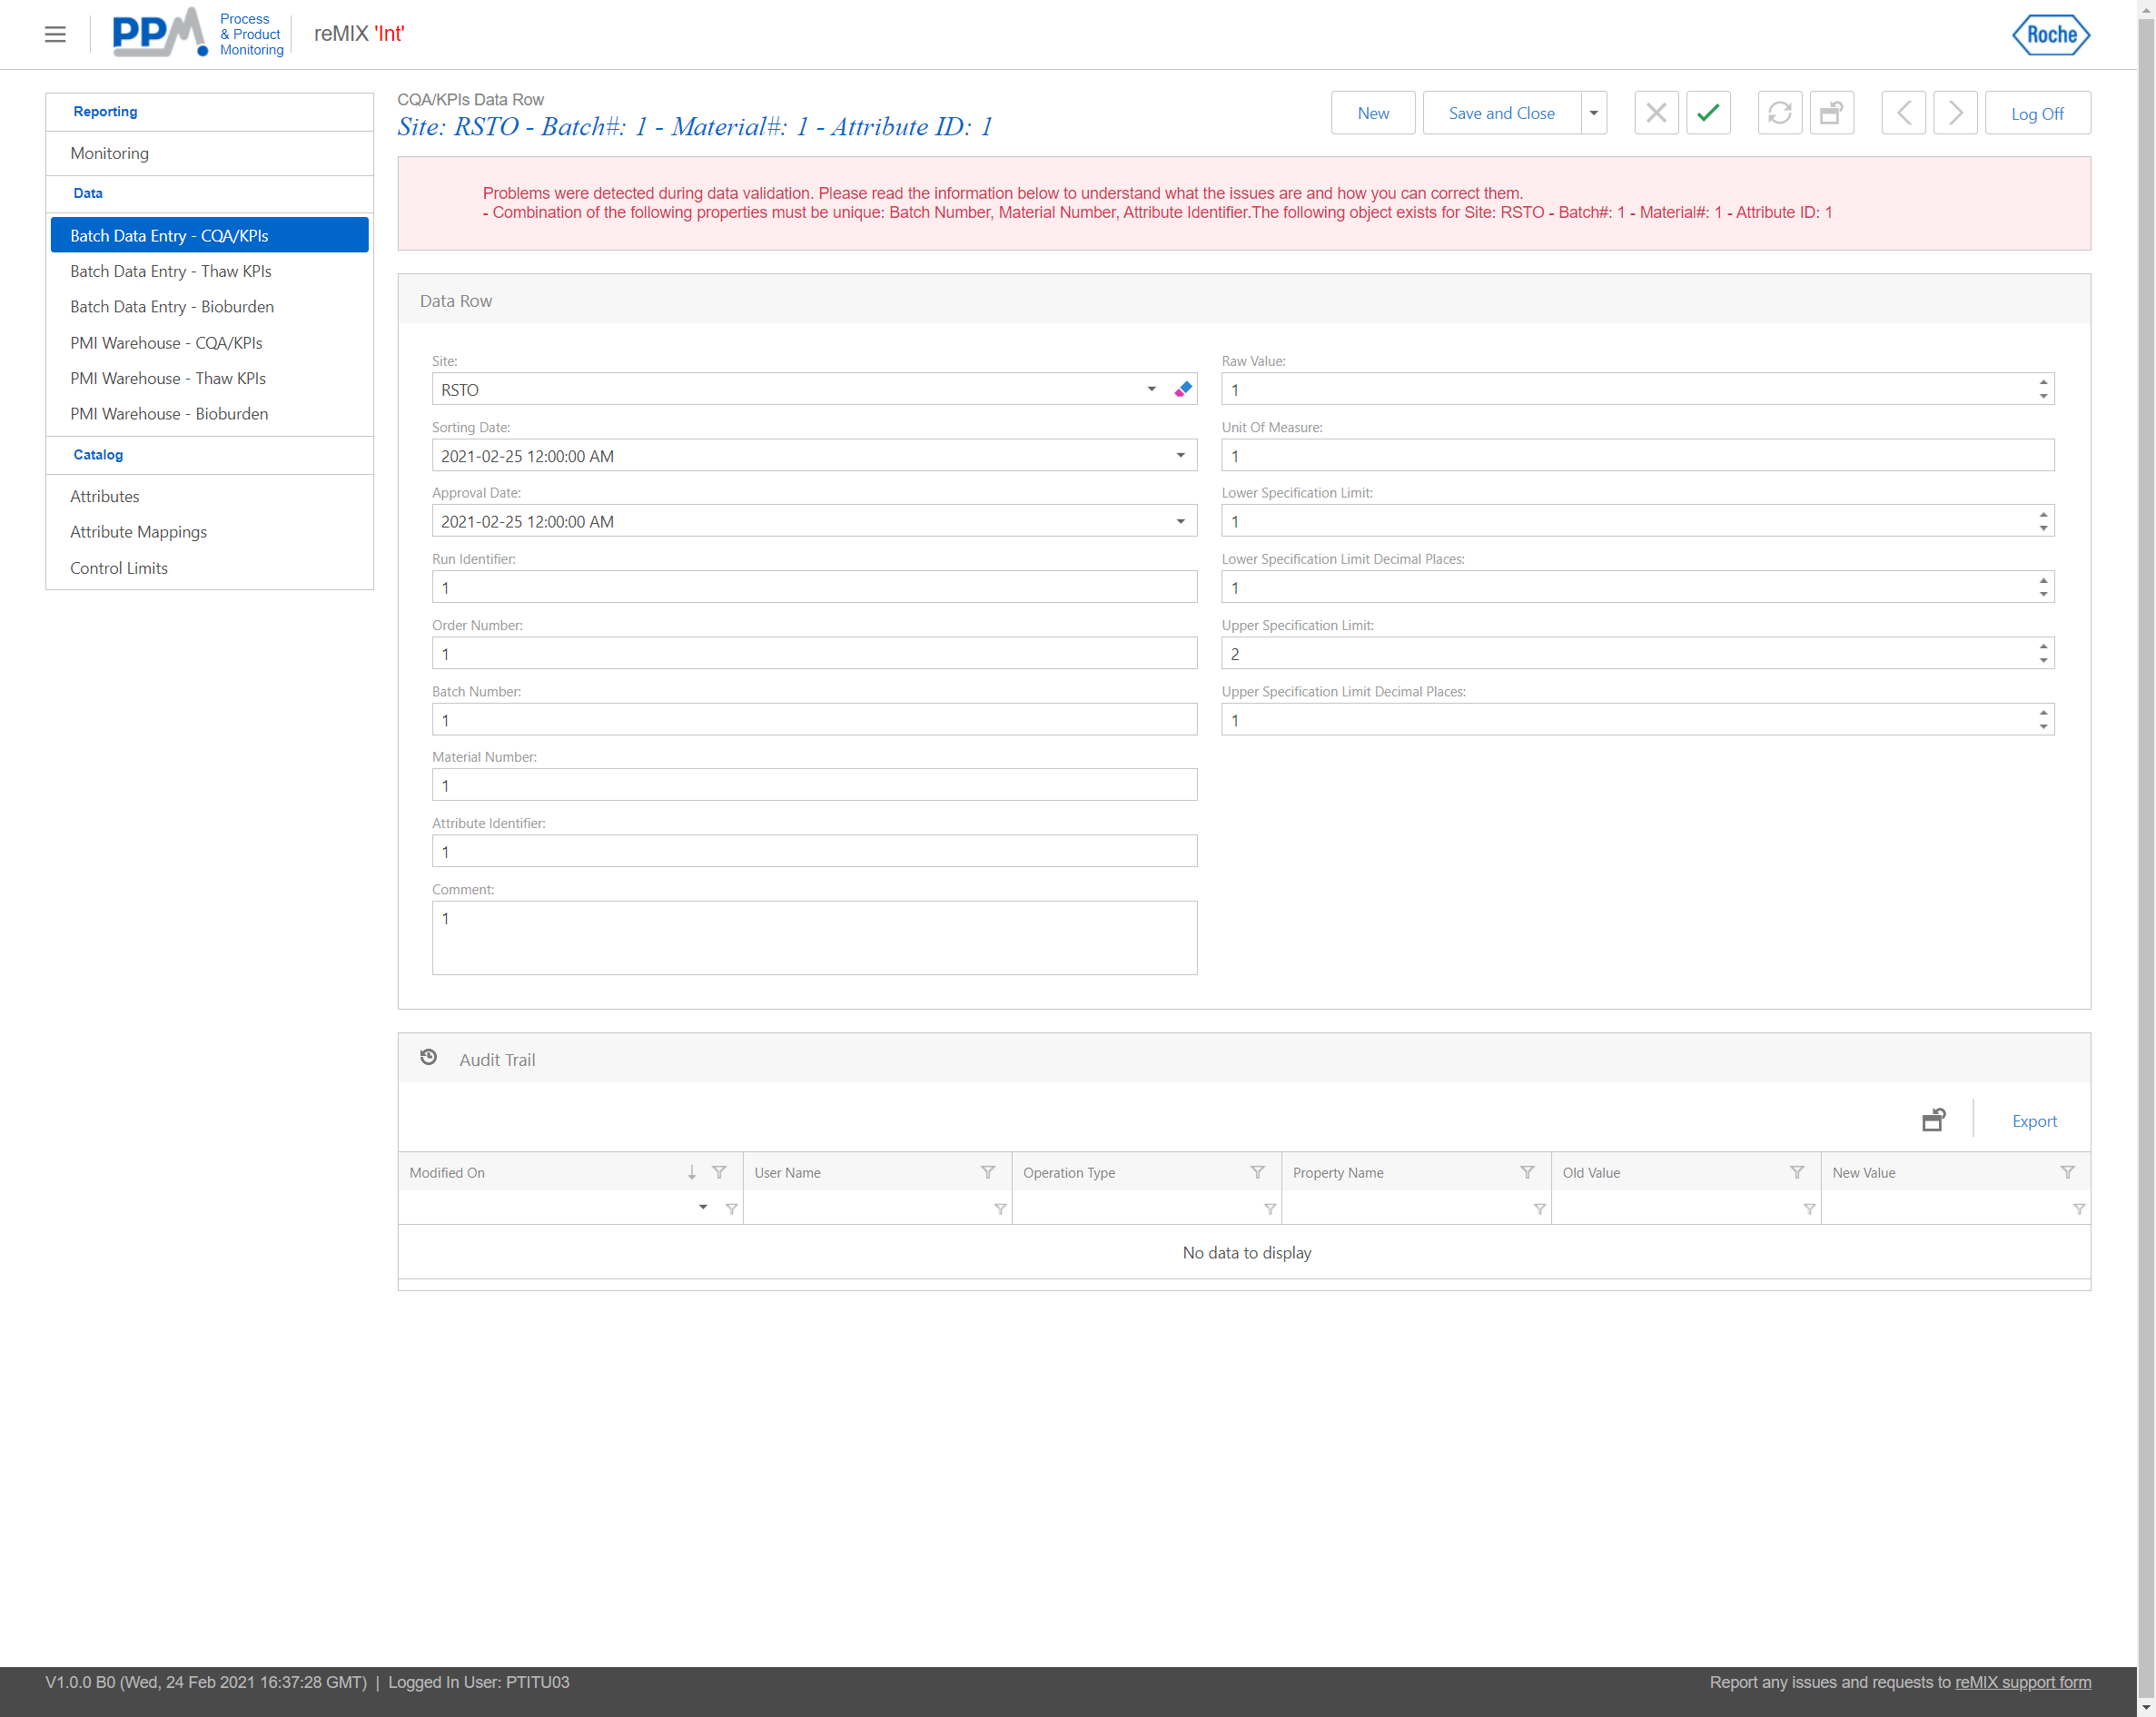 PPM Process
& Product
Monitoring
reMIX 'Int'
Roche
Reporting
Monitoring
Data
Batch Data Entry - CQA/KPIs
Batch Data Entry - Thaw KPIs
Batch Data Entry - Bioburden
PMI Warehouse - CQA/KPIs
PMI Warehouse - Thaw KPIs
PMI Warehouse - Bioburden
Catalog
Attributes
Attribute Mappings
Control Limits
CQA/KPIs Data Row
Site: RSTO - Batch#: 1 - Material#: 1 - Attribute ID: 1
New
Save and Close
Log Off
Problems were detected during data validation. Please read the information below to understand what the issues are and how you can correct them.
- Combination of the following properties must be unique: Batch Number, Material Number, Attribute Identifier.The following object exists for Site: RSTO - Batch#: 1 - Material#: 1 - Attribute ID: 1
Data Row
Site:
RSTO
Sorting Date:
2021-02-25 12:00:00 AM
Approval Date:
2021-02-25 12:00:00 AM
Run Identifier:
1
Order Number:
1
Batch Number:
1
Material Number:
1
Attribute Identifier:
1
Comment:
1
Raw Value:
1
Unit Of Measure:
1
Lower Specification Limit:
1
Lower Specification Limit Decimal Places:
1
Upper Specification Limit:
2
Upper Specification Limit Decimal Places:
1
Audit Trail
Export
Modified On User Name Operation Type Property Name Old Value New Value
No data to display
V1.0.0 B0 (Wed, 24 Feb 2021 16:37:28 GMT) | Logged In User: PTITU03
Report any issues and requests to reMIX support form